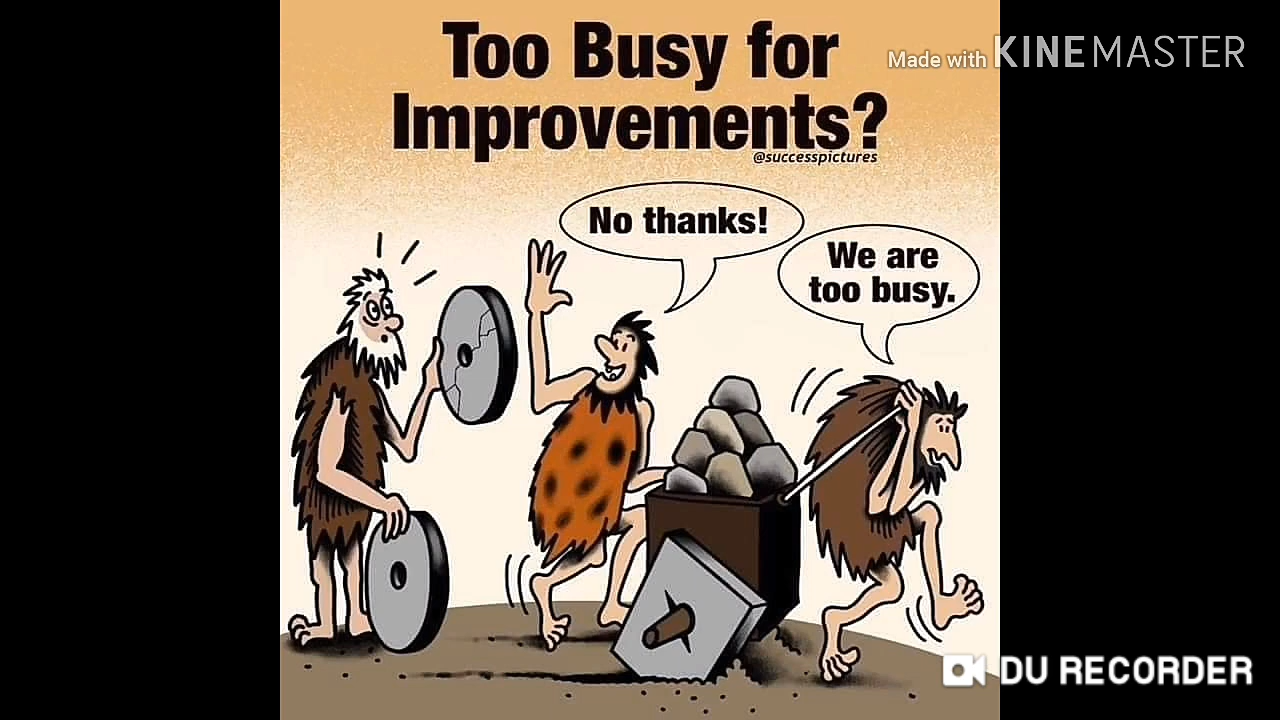 Too Busy for
Improvements?
@successpictures
Made with KINEMASTER
No thanks!
We are
too busy.
DU RECORDER